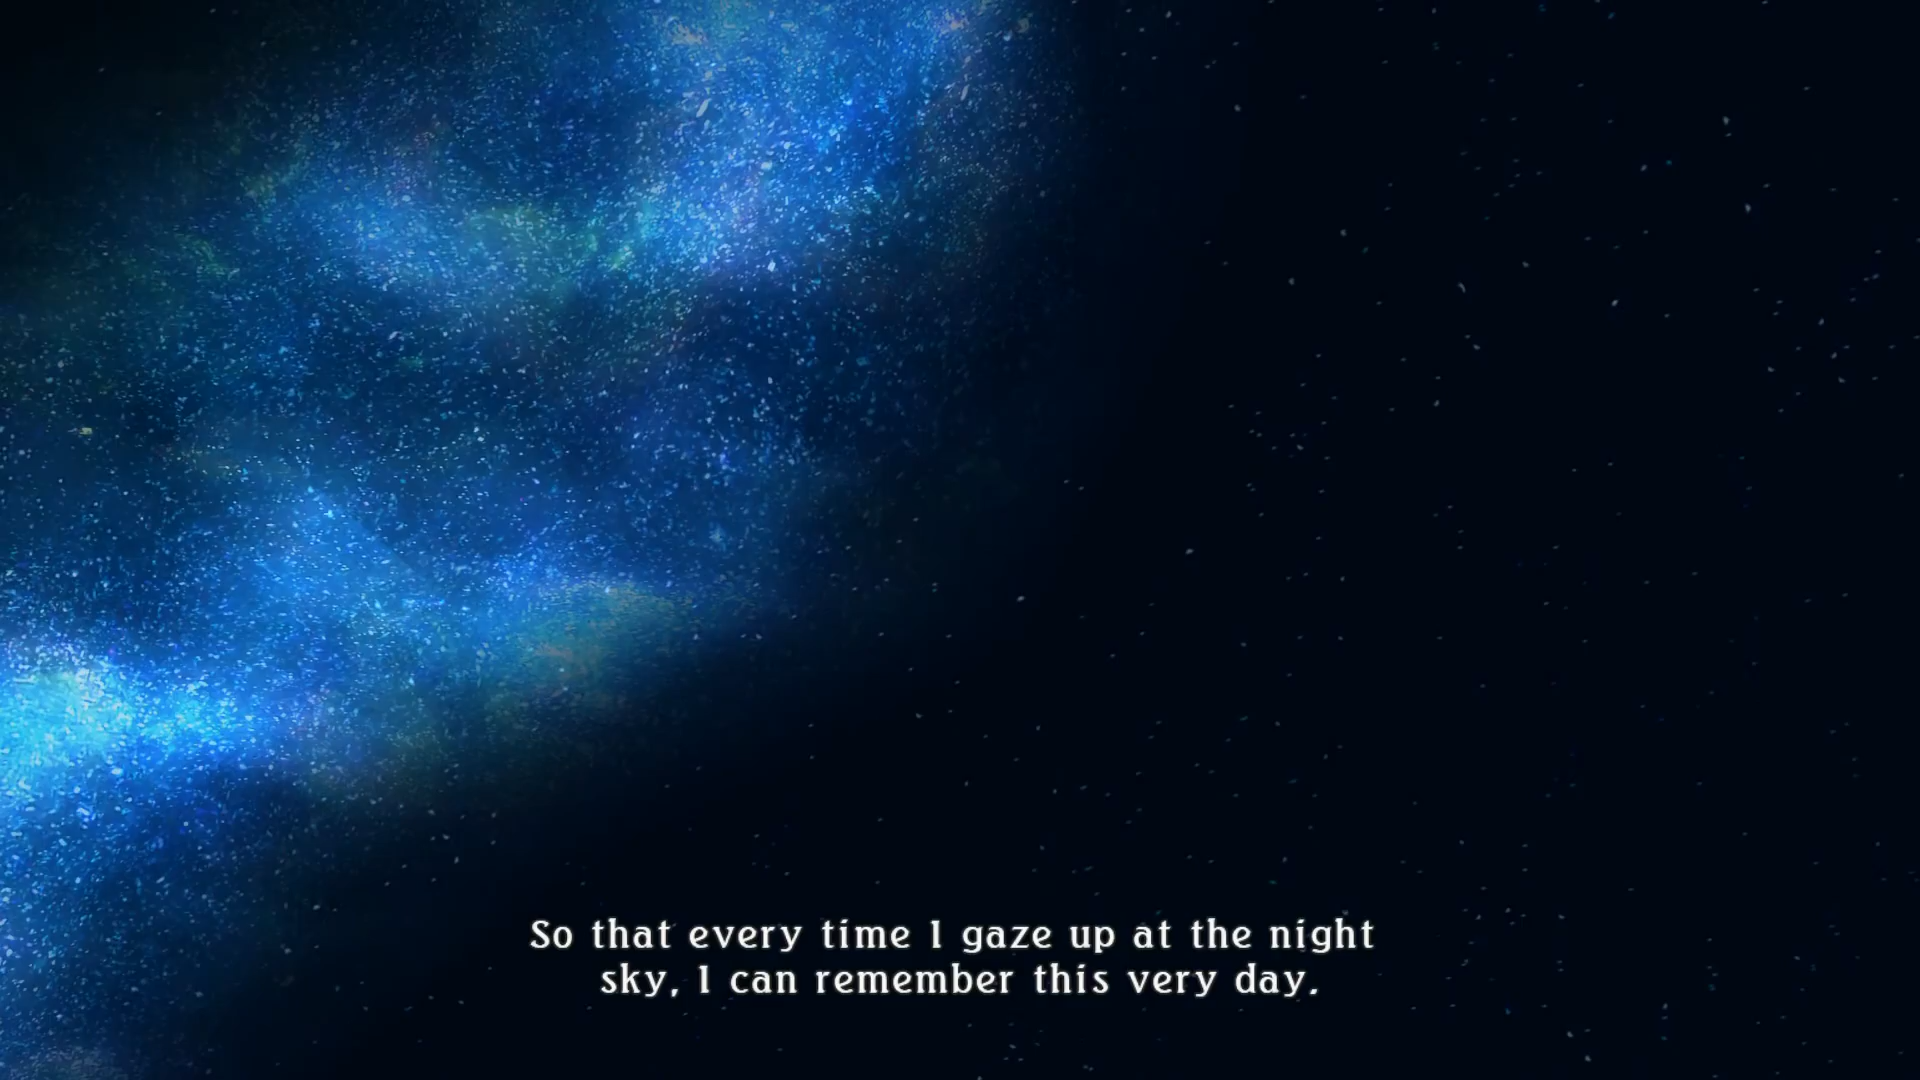 So that every time I gaze up at the night
sky, I can remember this very day.